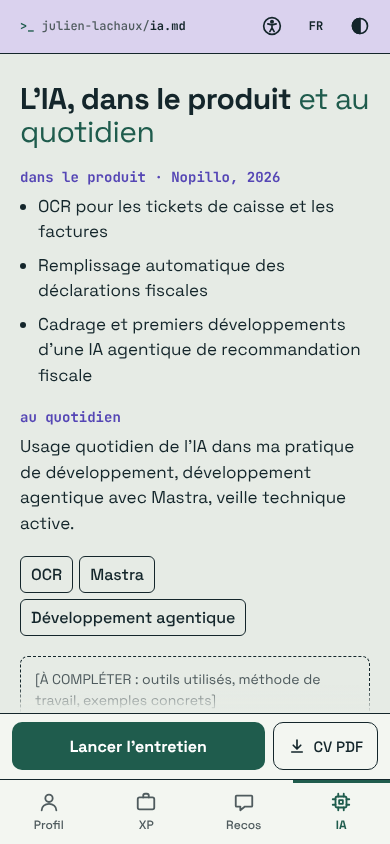 >_ julien-lachaux/ia.md
FR
L'IA, dans le produit et au
quotidien
dans le produit · Nopillo, 2026
• OCR pour les tickets de caisse et les
factures
• Remplissage automatique des
déclarations fiscales
• Cadrage et premiers développements
d'une IA agentique de recommandation
fiscale
au quotidien
Usage quotidien de l'IA dans ma pratique
de développement, développement
agentique avec Mastra, veille technique
active.
OCR
Mastra
Développement agentique
[À COMPLÉTER : outils utilisés, méthode de
travail, exemples concrets]
Lancer l'entretien
CV PDF
Profil
XP
Recos
IA